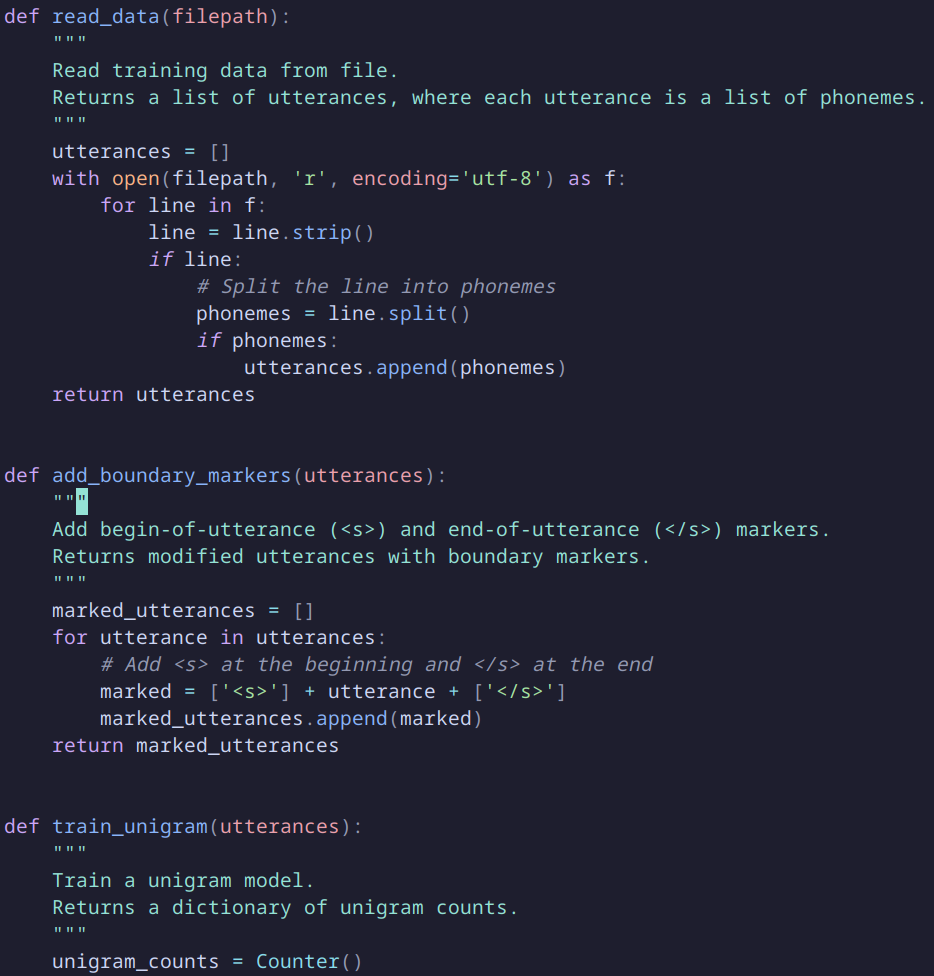 def read_data(filepath):
    """
    Read training data from file.
    Returns a list of utterances, where each utterance is a list of phonemes.
    """
    utterances = []
    with open(filepath, 'r', encoding='utf-8') as f:
        for line in f:
            line = line.strip()
            if line:
                # Split the line into phonemes
                phonemes = line.split()
                if phonemes:
                    utterances.append(phonemes)
    return utterances


def add_boundary_markers(utterances):
    """
    Add begin-of-utterance (<s>) and end-of-utterance (</s>) markers.
    Returns modified utterances with boundary markers.
    """
    marked_utterances = []
    for utterance in utterances:
        # Add <s> at the beginning and </s> at the end
        marked = ['<s>'] + utterance + ['</s>']
        marked_utterances.append(marked)
    return marked_utterances


def train_unigram(utterances):
    """
    Train a unigram model.
    Returns a dictionary of unigram counts.
    """
    unigram_counts = Counter()